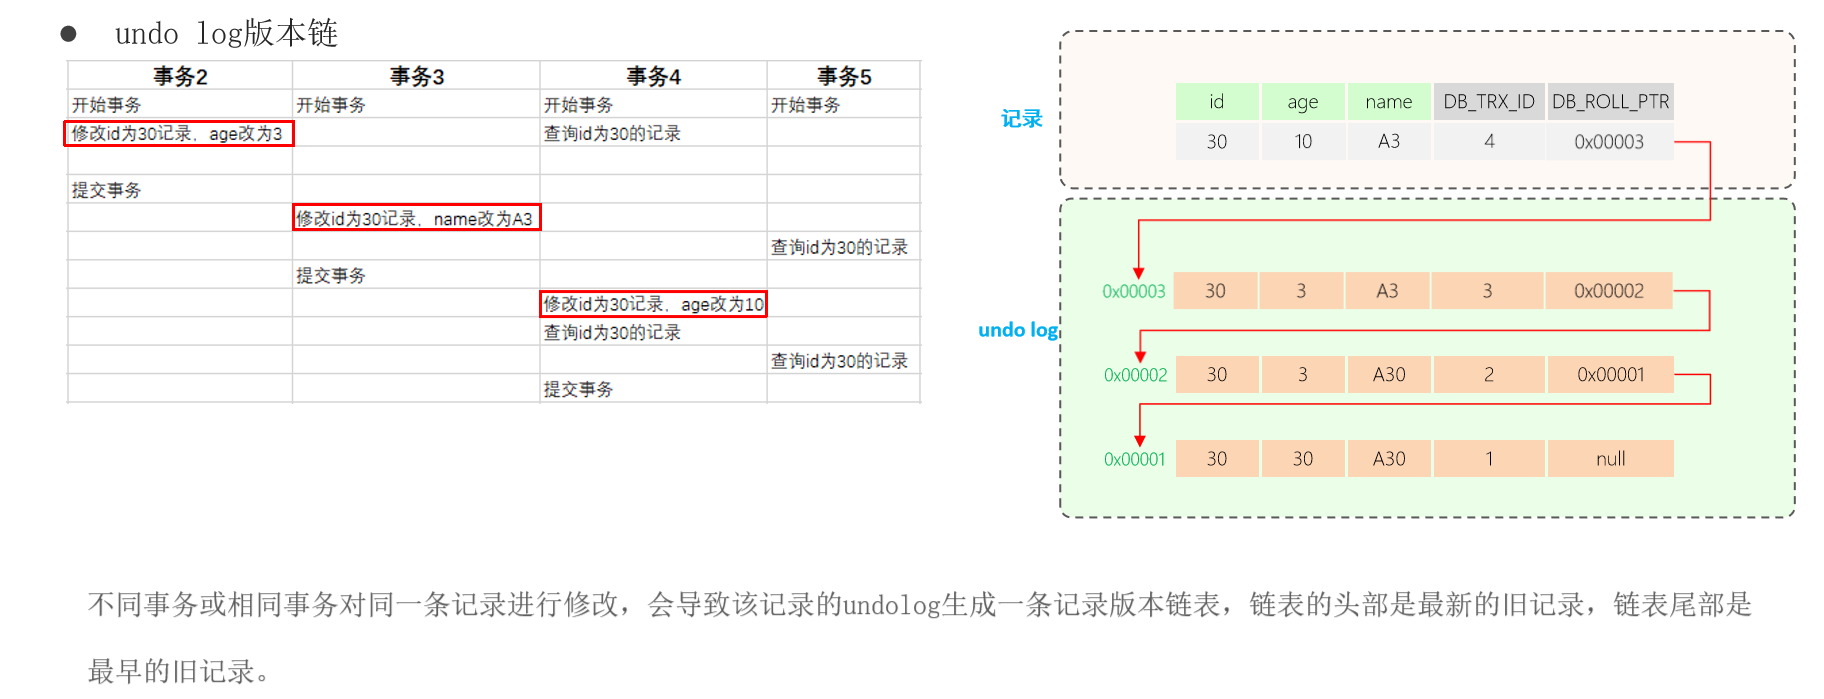 ● undo log版本链
事务2 事务3 事务4 事务5
开始事务 开始事务 开始事务 开始事务
修改id为30记录，age改为3 查询id为30的记录
提交事务
修改id为30记录，name改为A3
查询id为30的记录
提交事务
修改id为30记录，age改为10
查询id为30的记录
查询id为30的记录
提交事务
记录
id age name DB_TRX_ID DB_ROLL_PTR
30 10 A3 4 0x00003
undo log
0x00003 30 3 A3 3 0x00002
0x00002 30 3 A30 2 0x00001
0x00001 30 30 A30 1 null
不同事务或相同事务对同一条记录进行修改，会导致该记录的undolog生成一条记录版本链表，链表的头部是最新的旧记录，链表尾部是
最早的旧记录。